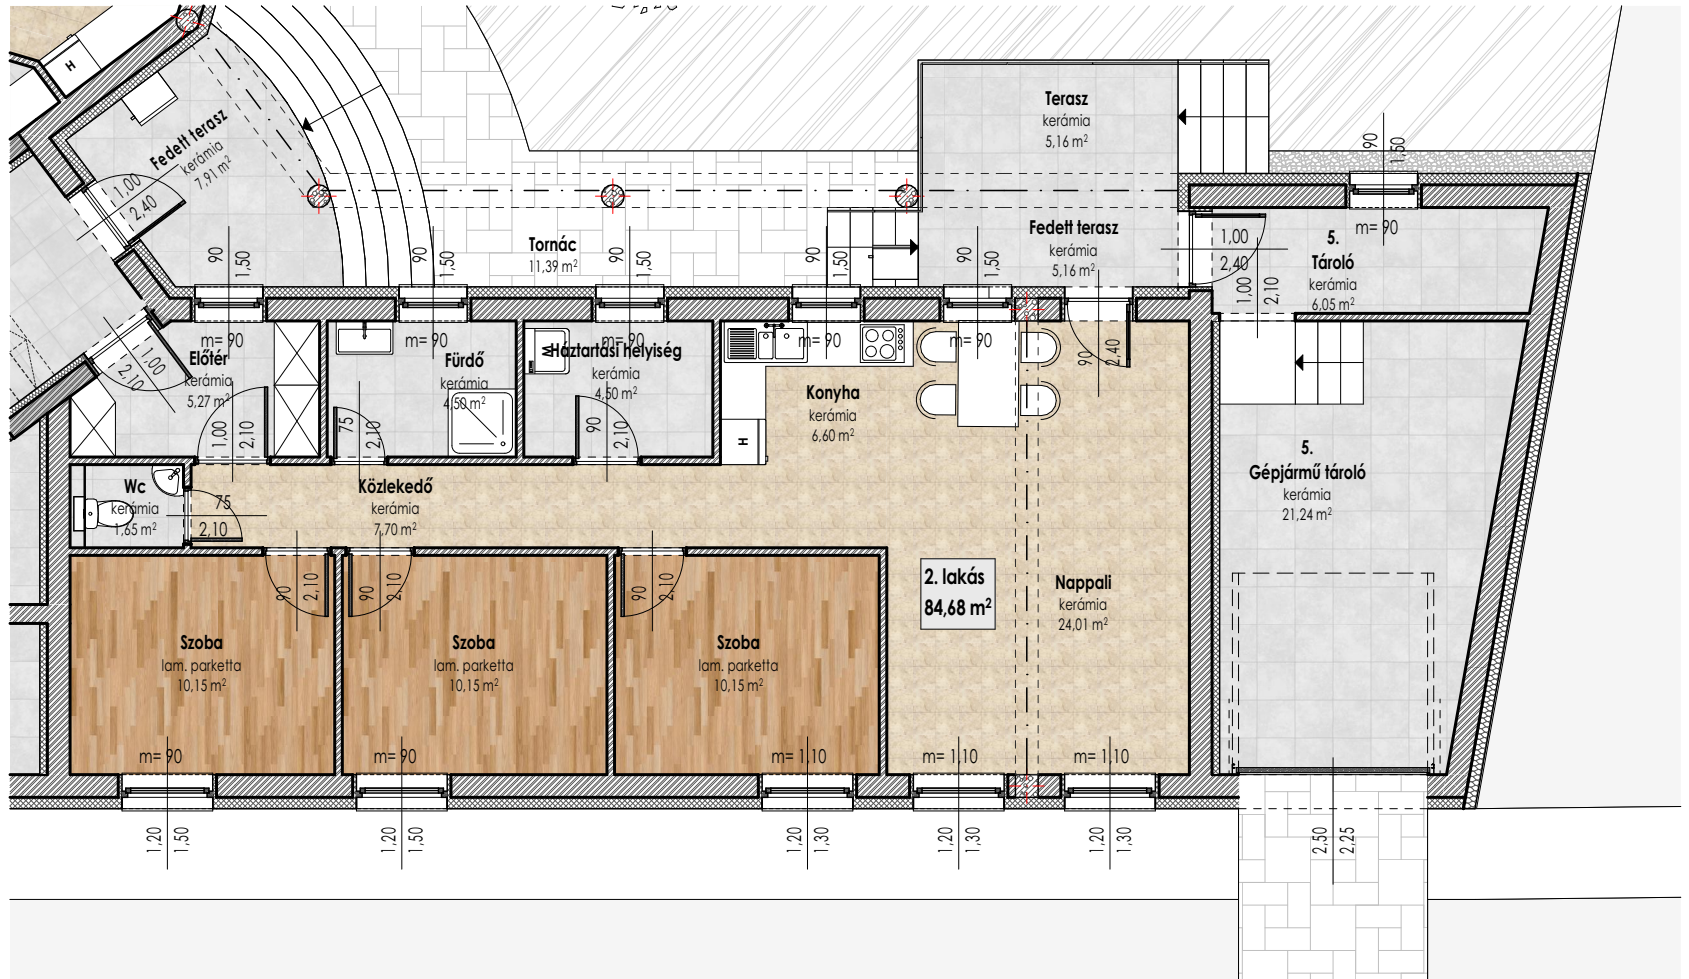 H
Fedett terasz
kerámia
7,91 m²
1,00
2,40
Terasz
kerámia
5,16 m²
90
1,50
m= 90
Tornác
11,39 m²
Fedett terasz
kerámia
5,16 m²
1,00
2,40
5.
Tároló
kerámia
6,05 m²
1,00
2,10
90
1,50
90
1,50
90
1,50
90
1,50
90
1,50
m= 90
m= 90
m= 90
m= 90
m= 90
90
2,40
1,00
2,10
Előtér
kerámia
5,27 m²
1,00
2,10
Fürdő
kerámia
4,50 m²
75
2,10
M
Háztartási helyiség
kerámia
4,50 m²
90
2,10
Konyha
kerámia
6,60 m²
H
5.
Gépjármű tároló
kerámia
21,24 m²
Wc
kerámia
1,65 m²
75
2,10
Közlekedő
kerámia
7,70 m²
90
2,10
90
2,10
90
2,10
2. lakás
84,68 m²
Nappali
kerámia
24,01 m²
Szoba
lam. parketta
10,15 m²
Szoba
lam. parketta
10,15 m²
Szoba
lam. parketta
10,15 m²
m= 90
m= 90
m= 1,10
m= 1,10
m= 1,10
1,20
1,50
1,20
1,50
1,20
1,30
1,20
1,30
1,20
1,30
2,50
2,25